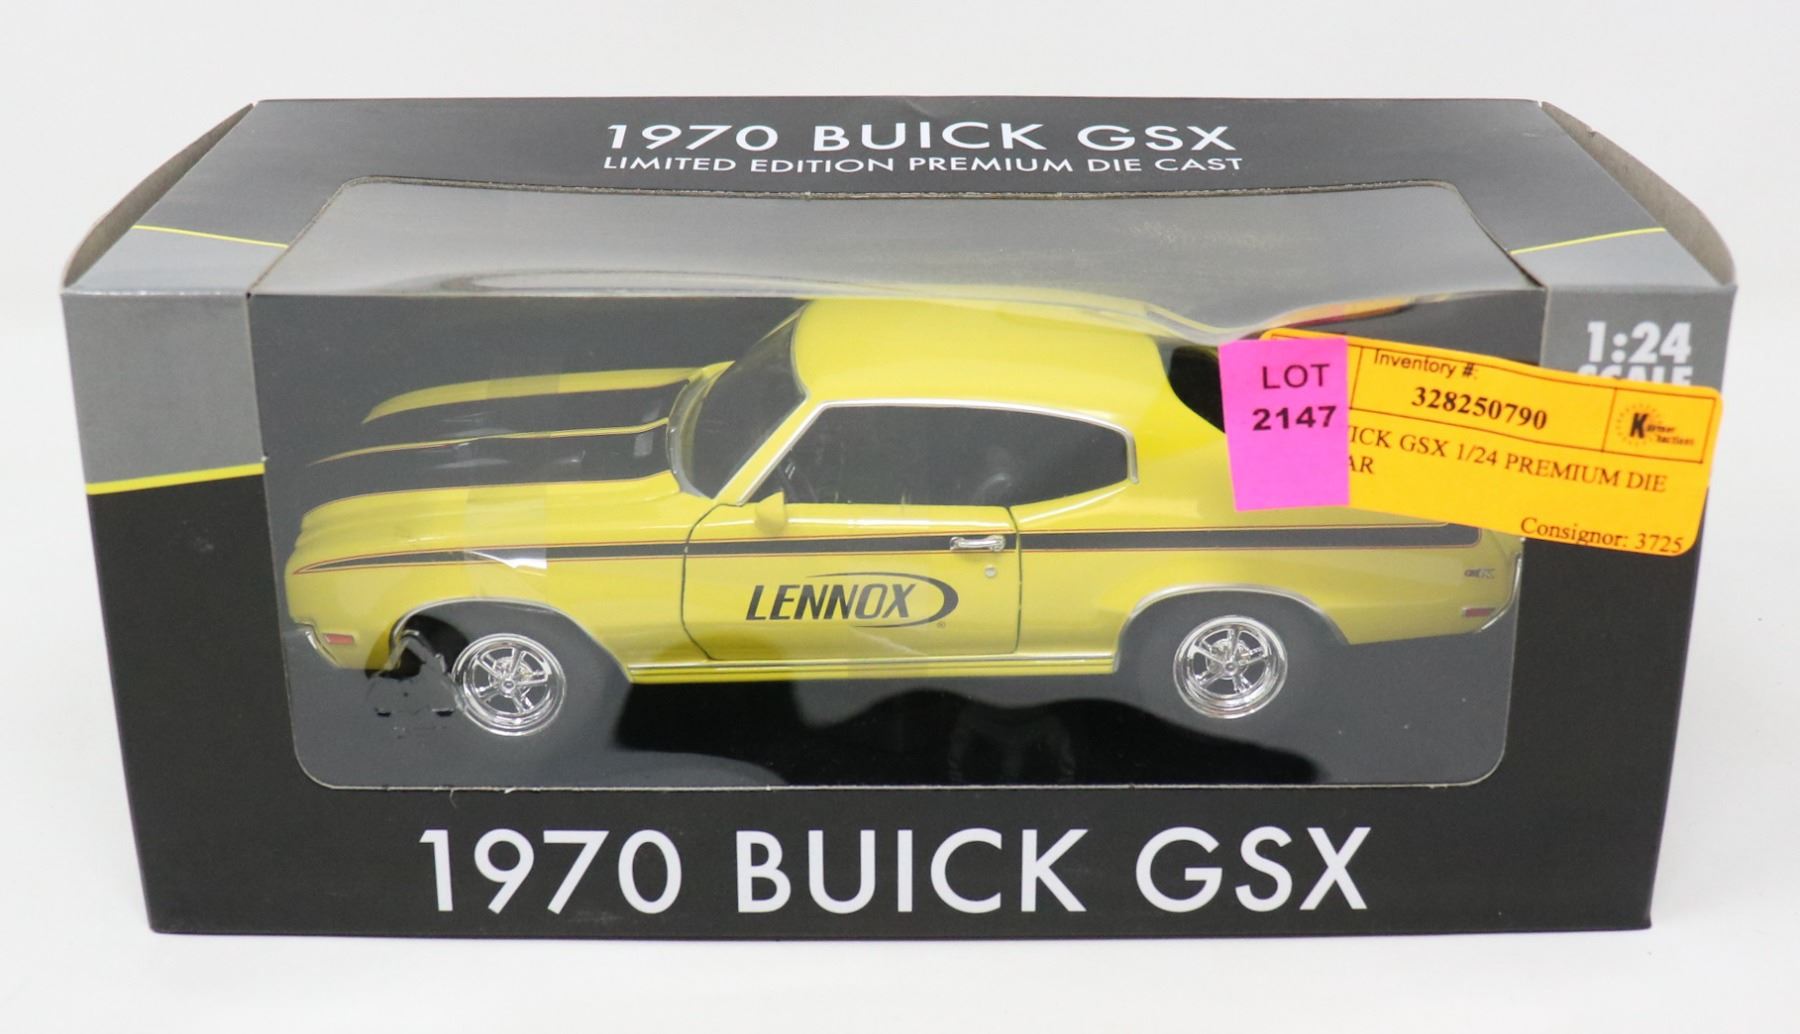 1970 BUICK GSX
LIMITED EDITION PREMIUM DIE CAST
1:24
SCALE
LOT
2147
Inventory #:
328250790
ICK GSX 1/24 PREMIUM DIE
AR
Consignor: 3725
LENNOX
®
1970 BUICK GSX